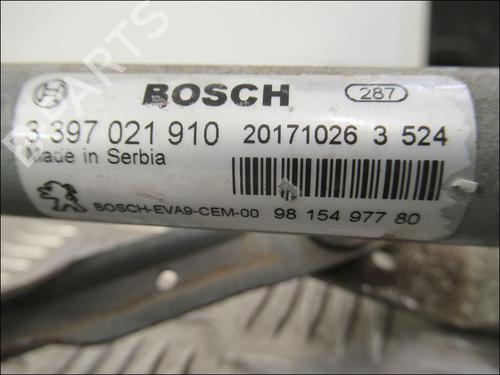 BOSCH 287
3 397 021 910 20171026 3 524
Made in Serbia
BOSCH-EVA9-CEM-00 98 154 977 80